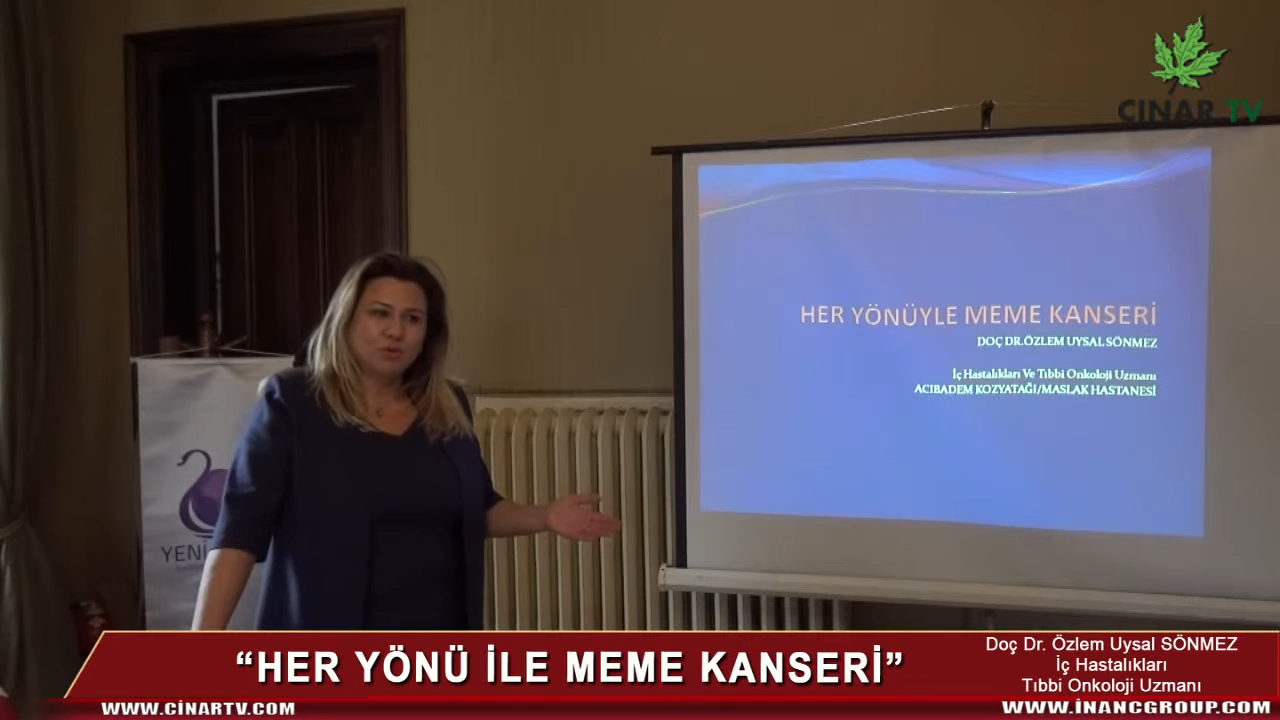 ÇINAR TV
HER YÖNÜYLE MEME KANSERİ
DOÇ DR.ÖZLEM UYSAL SÖNMEZ
İç Hastalıkları Ve Tıbbi Onkoloji Uzmanı
ACIBADEM KOZYATAĞI/MASLAK HASTANESİ
YENİ
“HER YÖNÜ İLE MEME KANSERİ”
Doç Dr. Özlem Uysal SÖNMEZ
İç Hastalıkları
Tıbbi Onkoloji Uzmanı
WWW.CİNARTV.COM
WWW.İNANCGROUP.COM